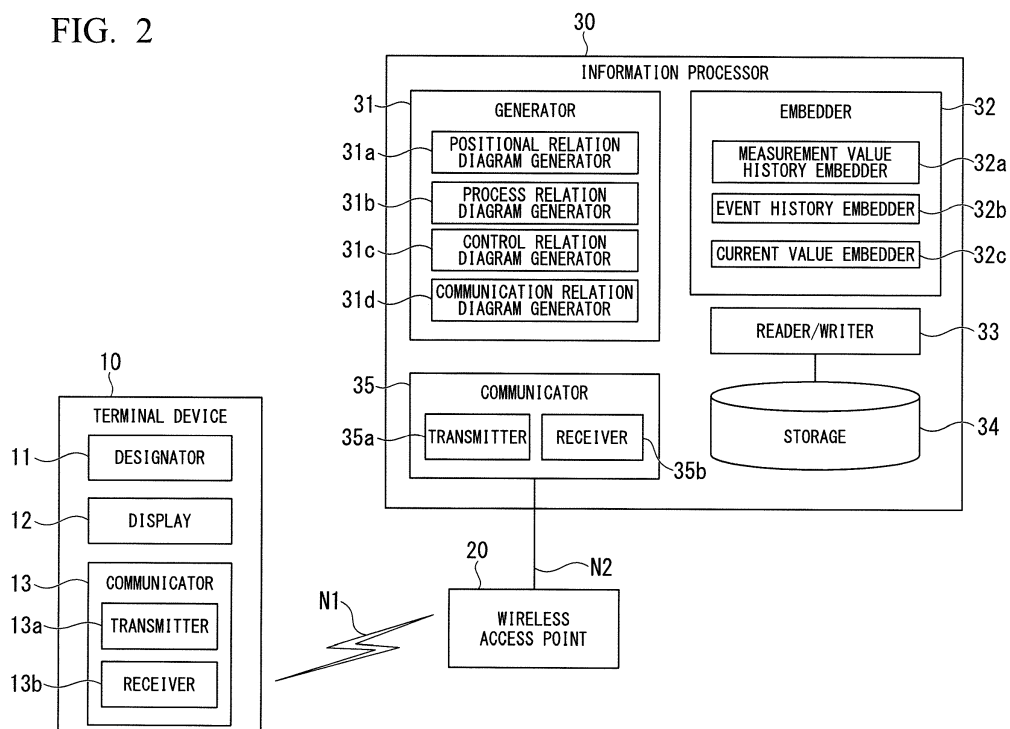 FIG. 2
30
INFORMATION PROCESSOR
31
GENERATOR
31a
POSITIONAL RELATION
DIAGRAM GENERATOR
31b
PROCESS RELATION
DIAGRAM GENERATOR
31c
CONTROL RELATION
DIAGRAM GENERATOR
31d
COMMUNICATION RELATION
DIAGRAM GENERATOR
EMBEDDER
32
MEASUREMENT VALUE
HISTORY EMBEDDER
32a
EVENT HISTORY EMBEDDER
32b
CURRENT VALUE EMBEDDER
32c
READER/WRITER
33
STORAGE
34
35
COMMUNICATOR
35a
TRANSMITTER
RECEIVER
35b
10
TERMINAL DEVICE
11
DESIGNATOR
12
DISPLAY
13
COMMUNICATOR
13a
TRANSMITTER
13b
RECEIVER
N1
20
N2
WIRELESS
ACCESS POINT